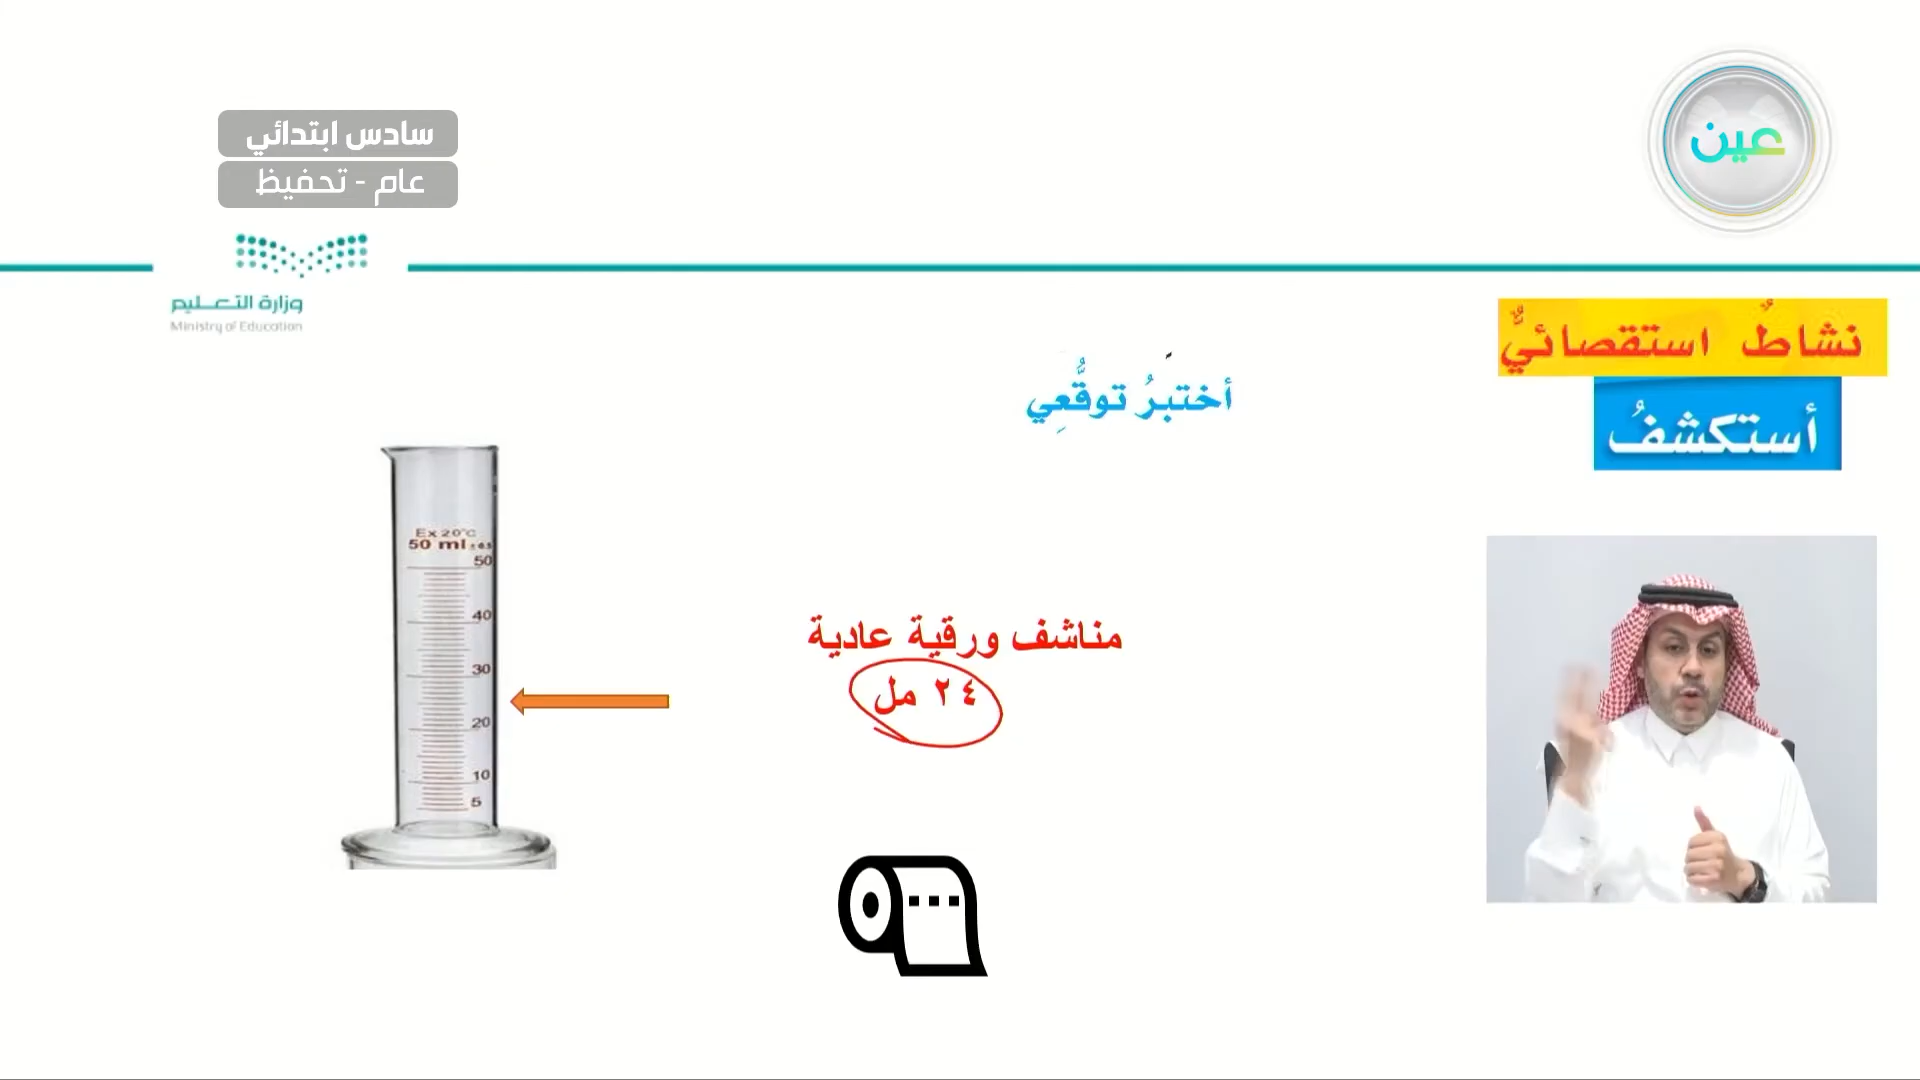 سادس ابتدائي
عام - تحفيظ
عين
وزارة التعليم
Ministry of Education
نشاطٌ استقصائيٌّ
أستكشفُ
أختبرُ توقُّعِي
Ex 20°C
50 ml
50
40
30
20
10
5
مناشف ورقية عادية
٢٤ مل